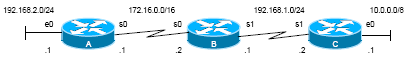 192.168.2.0/24 172.16.0.0/16 192.168.1.0/24 10.0.0.0/8
e0 s0 s0 s1 s1 e0
.1 A .1 .2 B .1 .2 C .1